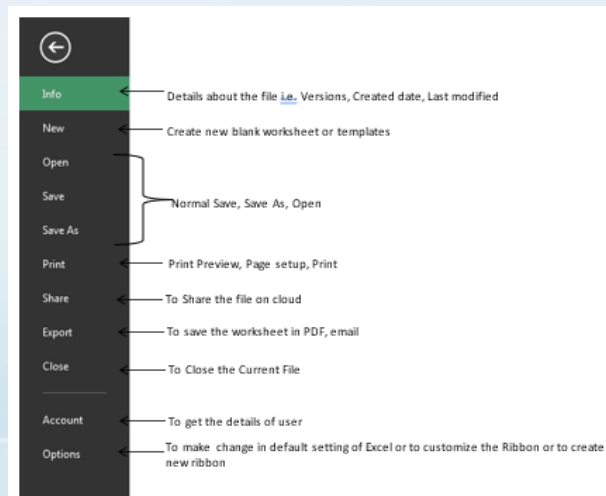 Info
Details about the file i.e. Versions, Created date, Last modified
New
Create new blank worksheet or templates
Open
Save
Normal Save, Save As, Open
Save As
Print
Print Preview, Page setup, Print
Share
To Share the file on cloud
Export
To save the worksheet in PDF, email
Close
To Close the Current File
Account
To get the details of user
Options
To make change in default setting of Excel or to customize the Ribbon or to create
new ribbon